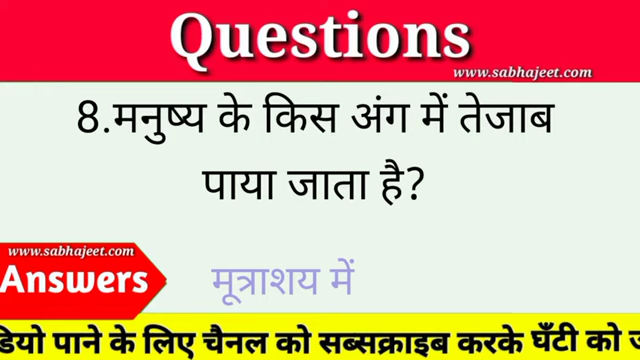 Questions
www.sabhajeet.com
8.मनुष्य के किस अंग में तेजाब
पाया जाता है?
www.sabhajeet.com
Answers
मूत्राशय में
डियो पाने के लिए चैनल को सब्सक्राइब करके घँटी को